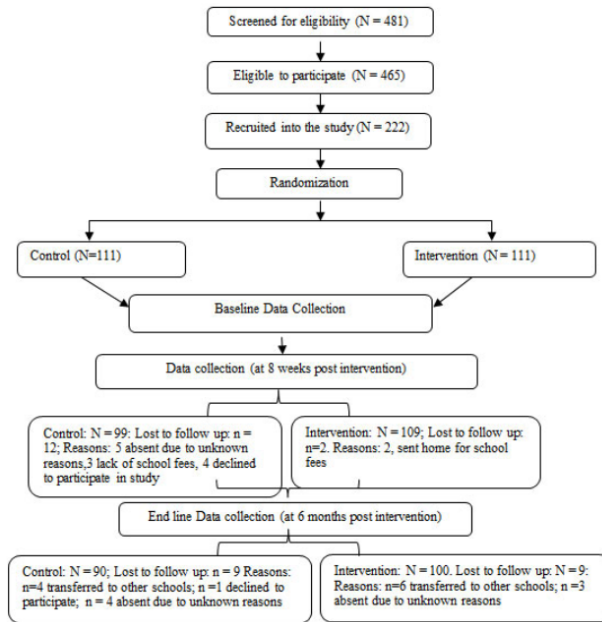 Screened for eligibility (N = 481)
Eligible to participate (N = 465)
Recruited into the study (N = 222)
Randomization
Control (N=111)
Intervention (N = 111)
Baseline Data Collection
Data collection (at 8 weeks post intervention)
Control: N = 99: Lost to follow up: n =
12; Reasons: 5 absent due to unknown
reasons,3 lack of school fees, 4 declined
to participate in study
Intervention: N = 109; Lost to follow up:
n=2. Reasons: 2, sent home for school
fees
End line Data collection (at 6 months post intervention)
Control: N = 90; Lost to follow up: n = 9 Reasons:
n=4 transferred to other schools; n =1 declined to
participate; n = 4 absent due to unknown reasons
Intervention: N = 100. Lost to follow up: N = 9:
Reasons: n=6 transferred to other schools; n =3
absent due to unknown reasons